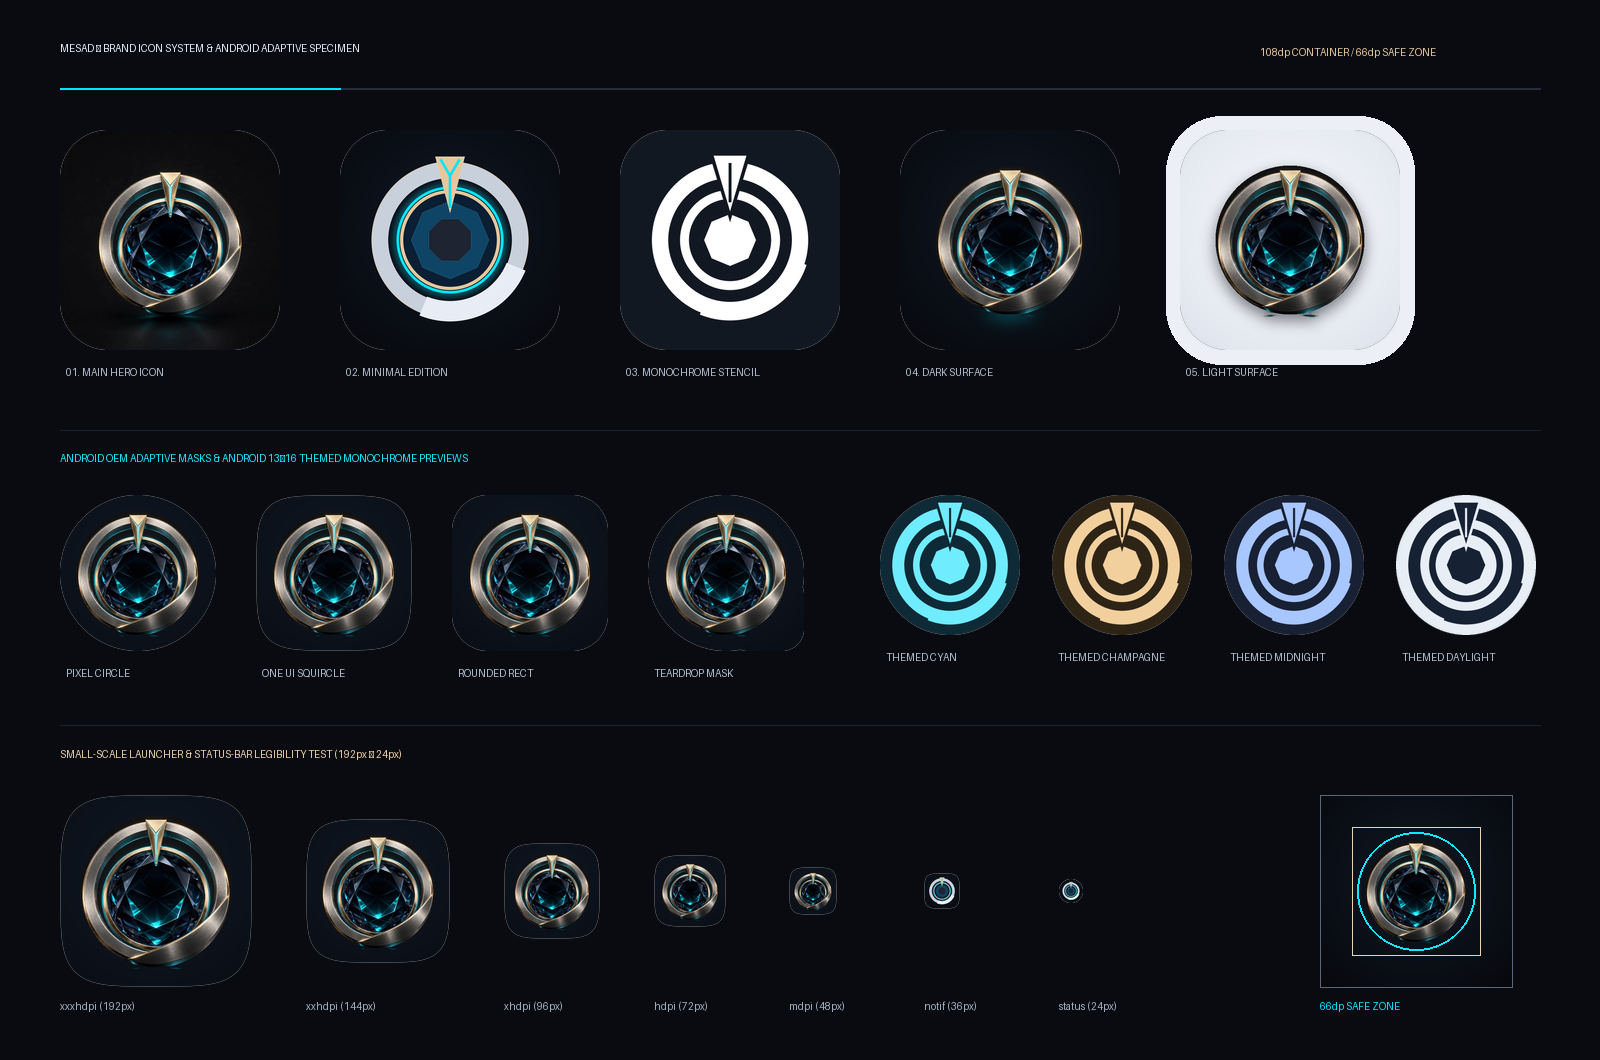 MESAD▯BRAND ICON SYSTEM & ANDROID ADAPTIVE SPECIMEN
108dp CONTAINER / 66dp SAFE ZONE
01. MAIN HERO ICON
02. MINIMAL EDITION
03. MONOCHROME STENCIL
04. DARK SURFACE
05. LIGHT SURFACE
ANDROID OEM ADAPTIVE MASKS & ANDROID 13▯16 THEMED MONOCHROME PREVIEWS
PIXEL CIRCLE
ONE UI SQUIRCLE
ROUNDED RECT
TEARDROP MASK
THEMED CYAN
THEMED CHAMPAGNE
THEMED MIDNIGHT
THEMED DAYLIGHT
SMALL-SCALE LAUNCHER & STATUS-BAR LEGIBILITY TEST (192px ▯ 24px)
xxxhdpi (192px)
xxhdpi (144px)
xhdpi (96px)
hdpi (72px)
mdpi (48px)
notif (36px)
status (24px)
66dp SAFE ZONE